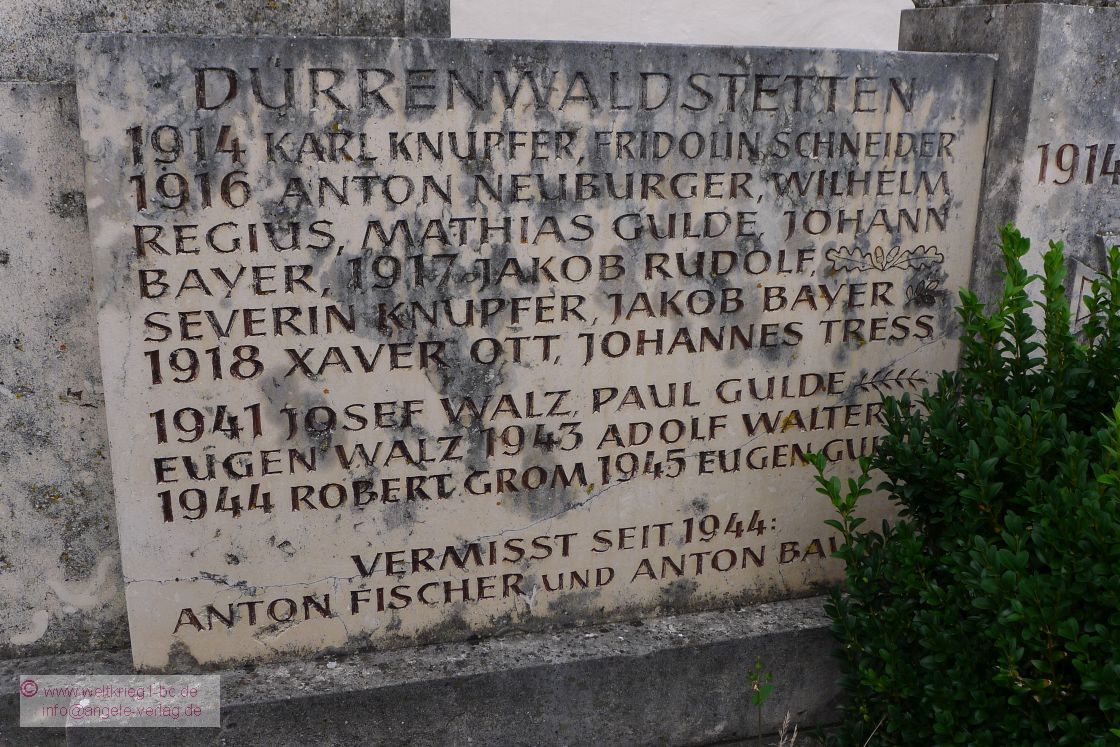 DÜRRENWALDSTETTEN
1914 KARL KNUPFER, FRIDOLIN SCHNEIDER
1916 ANTON NEUBURGER, WILHELM
REGIUS, MATHIAS GULDE, JOHANN
BAYER, 1917 JAKOB RUDOLF,
SEVERIN KNUPFER, JAKOB BAYER
1918 XAVER OTT, JOHANNES TRESS
1941 JOSEF WALZ, PAUL GULDE
EUGEN WALZ 1943 ADOLF WALTER
1944 ROBERT GROM, 1945 EUGEN
VERMISST SEIT 1944:
ANTON FISCHER UND ANTON
1914
© www.weltkrieg1-bc.de
info@angele-verlag.de